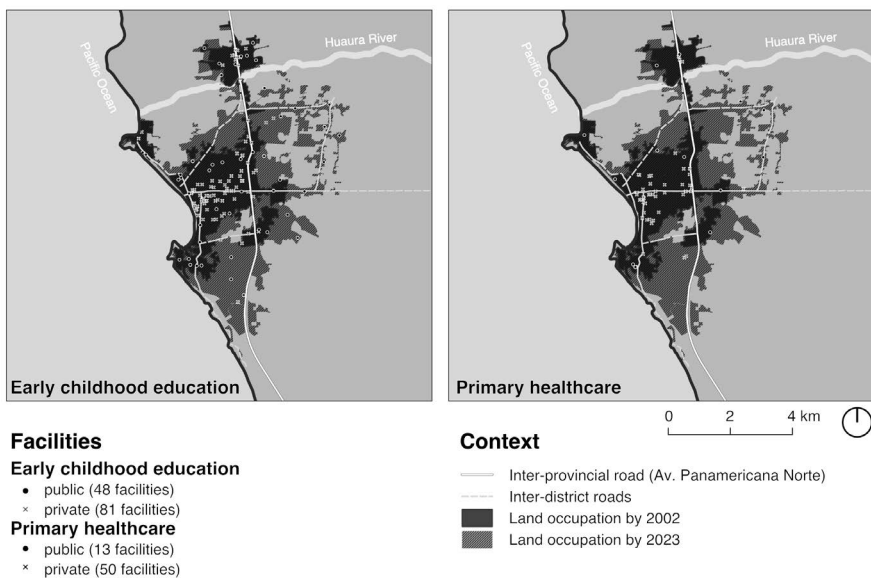 Huaura River
Pacific Ocean
Early childhood education
Huaura River
Pacific Ocean
Primary healthcare
0 2 4 km
Facilities
Early childhood education
public (48 facilities)
× private (81 facilities)
Primary healthcare
public (13 facilities)
× private (50 facilities)
Context
Inter-provincial road (Av. Panamericana Norte)
Inter-district roads
Land occupation by 2002
Land occupation by 2023